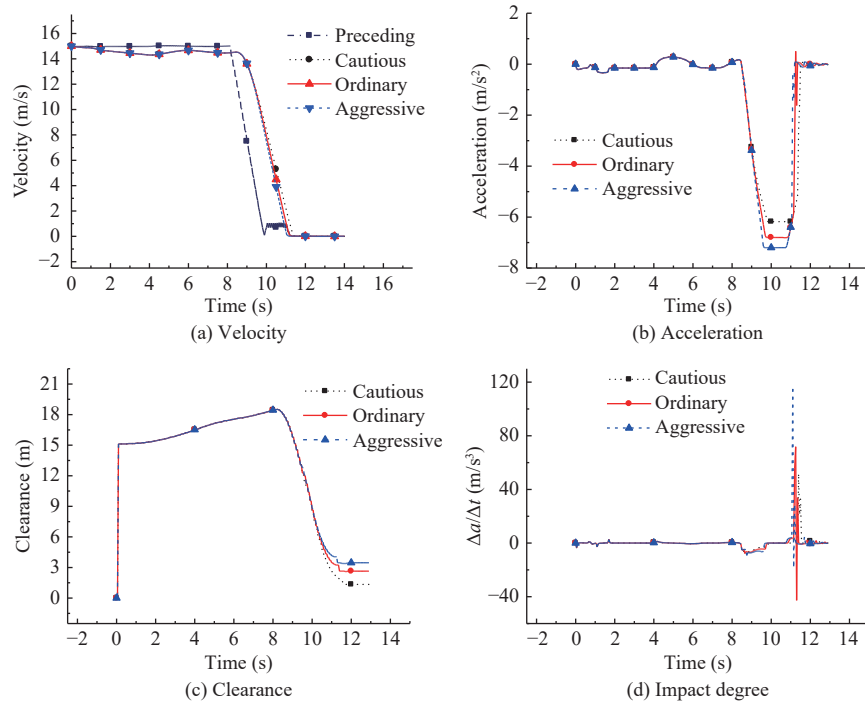 16
14
12
10
8
6
4
2
0
−2
Velocity (m/s)
Preceding
Cautious
Ordinary
Aggressive
0 2 4 6 8 10 12 14 16
Time (s)
(a) Velocity
0
−2
−4
−6
−8
Acceleration (m/s²)
Cautious
Ordinary
Aggressive
−2 0 2 4 6 8 10 12 14
Time (s)
(b) Acceleration
21
18
15
12
9
6
3
0
Clearance (m)
Cautious
Ordinary
Aggressive
−2 0 2 4 6 8 10 12 14
Time (s)
(c) Clearance
120
80
40
0
−40
Δa/Δt (m/s³)
Cautious
Ordinary
Aggressive
−2 0 2 4 6 8 10 12 14
Time (s)
(d) Impact degree